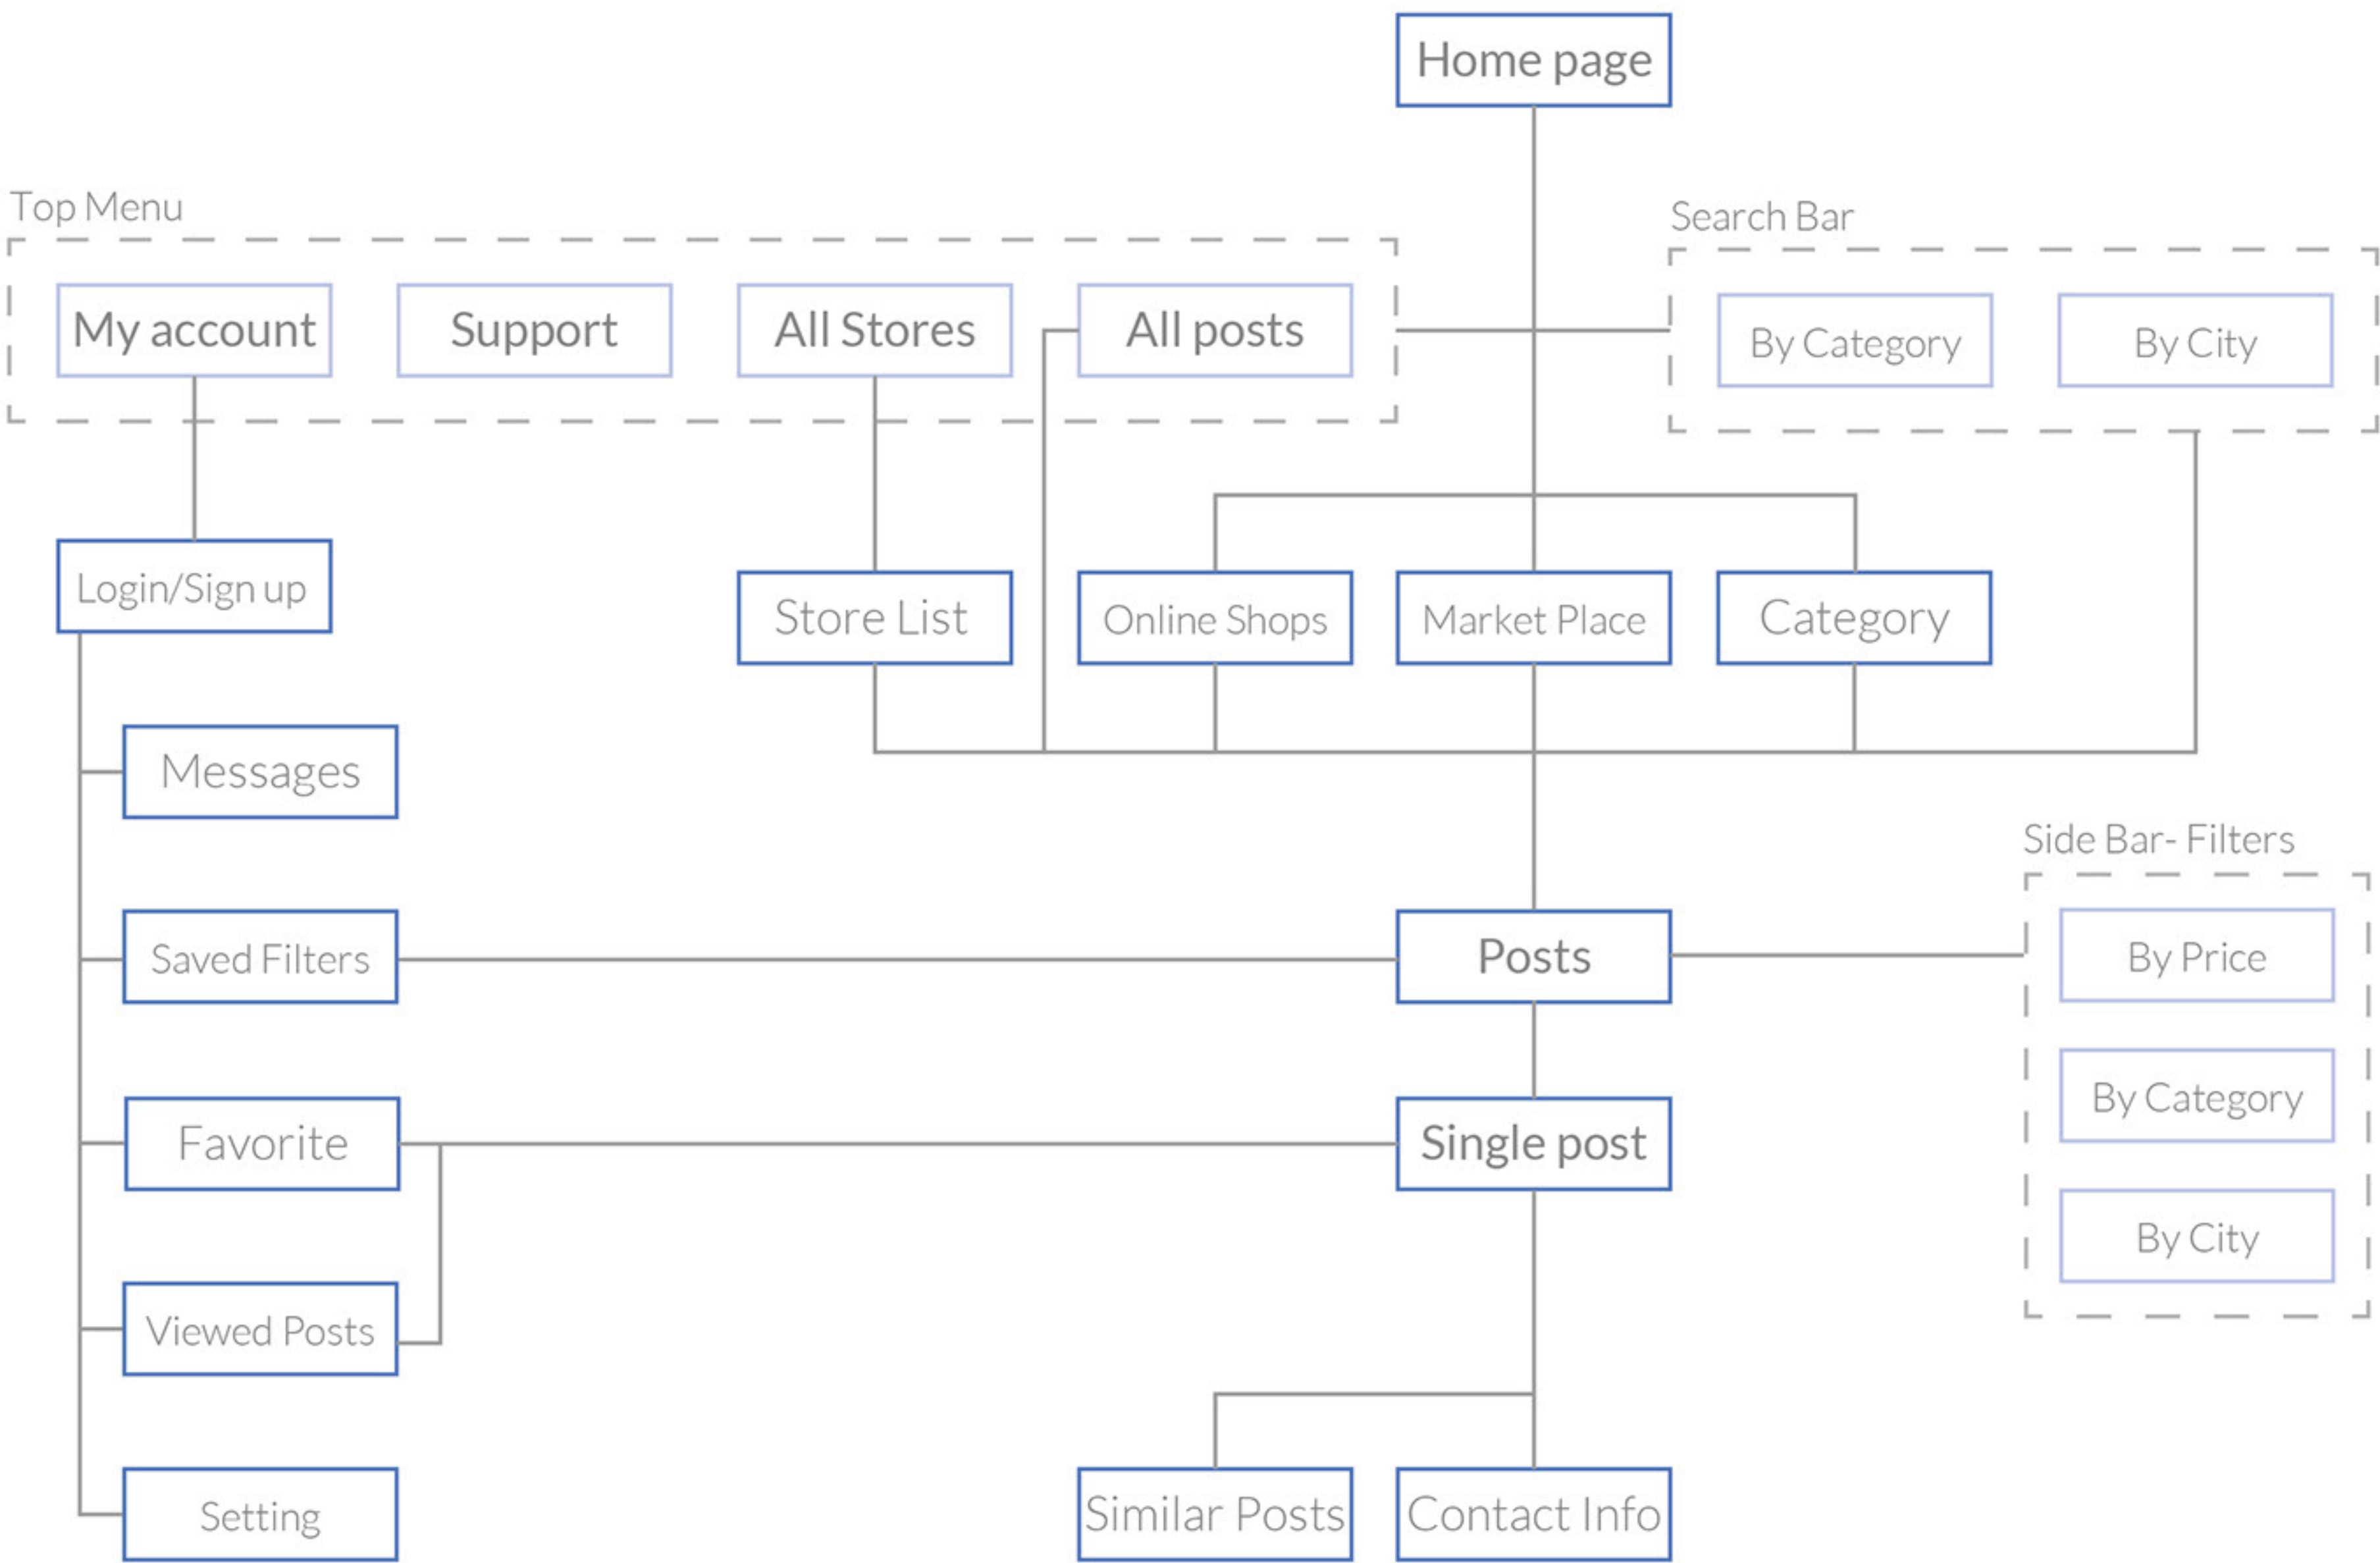 Home page
Top Menu
Search Bar
My account
Support
All Stores
All posts
By Category
By City
Login/Sign up
Store List
Online Shops
Market Place
Category
Messages
Side Bar- Filters
Saved Filters
Posts
By Price
By Category
Favorite
Single post
By City
Viewed Posts
Setting
Similar Posts
Contact Info